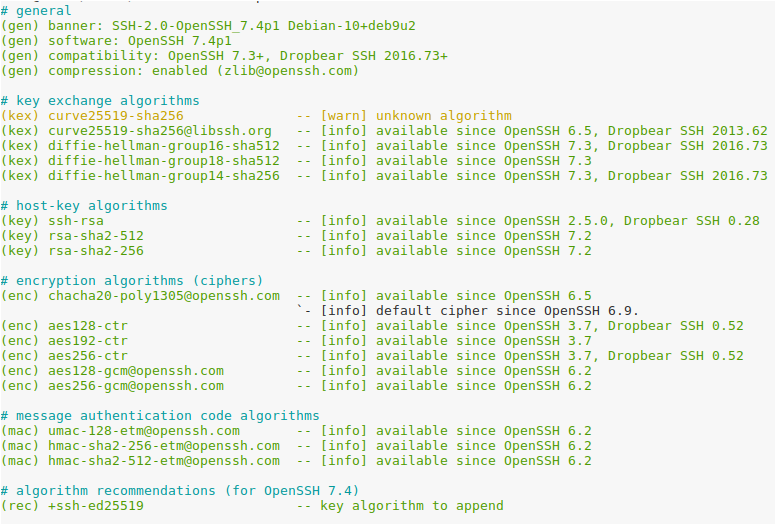 # general
(gen) banner: SSH-2.0-OpenSSH_7.4p1 Debian-10+deb9u2
(gen) software: OpenSSH 7.4p1
(gen) compatibility: OpenSSH 7.3+, Dropbear SSH 2016.73+
(gen) compression: enabled (zlib@openssh.com)

# key exchange algorithms
(kex) curve25519-sha256              -- [warn] unknown algorithm
(kex) curve25519-sha256@libssh.org   -- [info] available since OpenSSH 6.5, Dropbear SSH 2013.62
(kex) diffie-hellman-group16-sha512  -- [info] available since OpenSSH 7.3, Dropbear SSH 2016.73
(kex) diffie-hellman-group18-sha512  -- [info] available since OpenSSH 7.3
(kex) diffie-hellman-group14-sha256  -- [info] available since OpenSSH 7.3, Dropbear SSH 2016.73

# host-key algorithms
(key) ssh-rsa                        -- [info] available since OpenSSH 2.5.0, Dropbear SSH 0.28
(key) rsa-sha2-512                   -- [info] available since OpenSSH 7.2
(key) rsa-sha2-256                   -- [info] available since OpenSSH 7.2

# encryption algorithms (ciphers)
(enc) chacha20-poly1305@openssh.com  -- [info] available since OpenSSH 6.5
                                     `- [info] default cipher since OpenSSH 6.9.
(enc) aes128-ctr                     -- [info] available since OpenSSH 3.7, Dropbear SSH 0.52
(enc) aes192-ctr                     -- [info] available since OpenSSH 3.7
(enc) aes256-ctr                     -- [info] available since OpenSSH 3.7, Dropbear SSH 0.52
(enc) aes128-gcm@openssh.com         -- [info] available since OpenSSH 6.2
(enc) aes256-gcm@openssh.com         -- [info] available since OpenSSH 6.2

# message authentication code algorithms
(mac) umac-128-etm@openssh.com       -- [info] available since OpenSSH 6.2
(mac) hmac-sha2-256-etm@openssh.com  -- [info] available since OpenSSH 6.2
(mac) hmac-sha2-512-etm@openssh.com  -- [info] available since OpenSSH 6.2

# algorithm recommendations (for OpenSSH 7.4)
(rec) +ssh-ed25519                   -- key algorithm to append